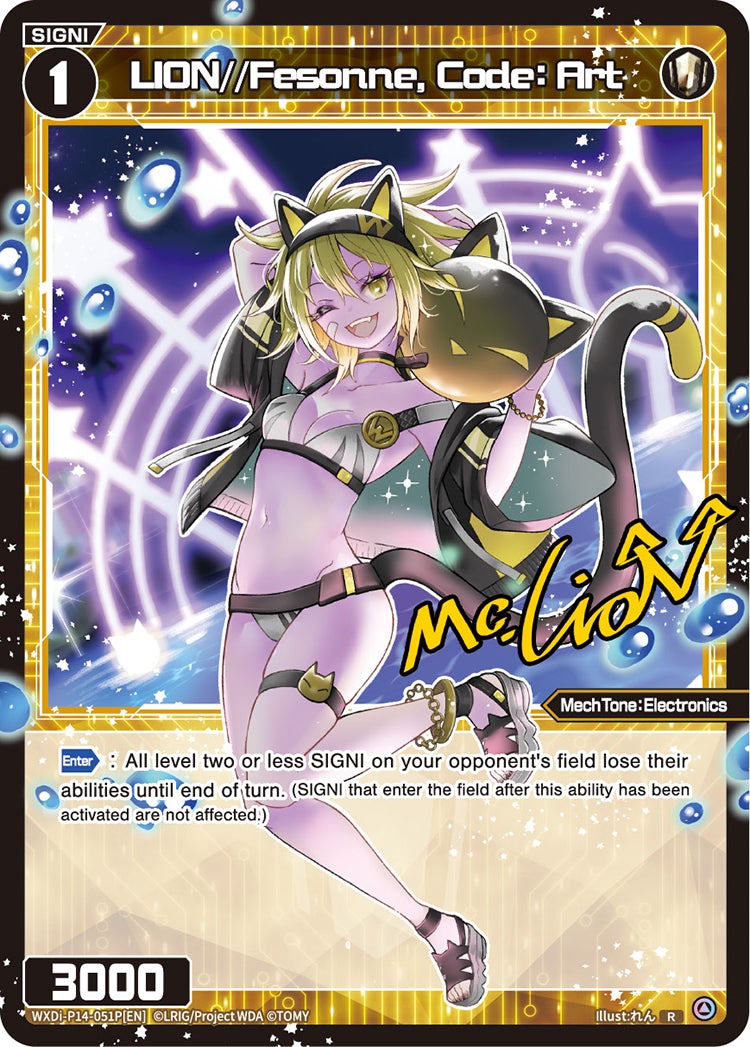 SIGNI
1
LION//Fesonne, Code: Art
W
Mc.LioN
MechTone:Electronics
Enter : All level two or less SIGNI on your opponent's field lose their
abilities until end of turn. (SIGNI that enter the field after this ability has been
activated are not affected.)
3000
WXDi-P14-051P[EN] ©LRIG/Project WDA ©TOMY
Illust:れん R